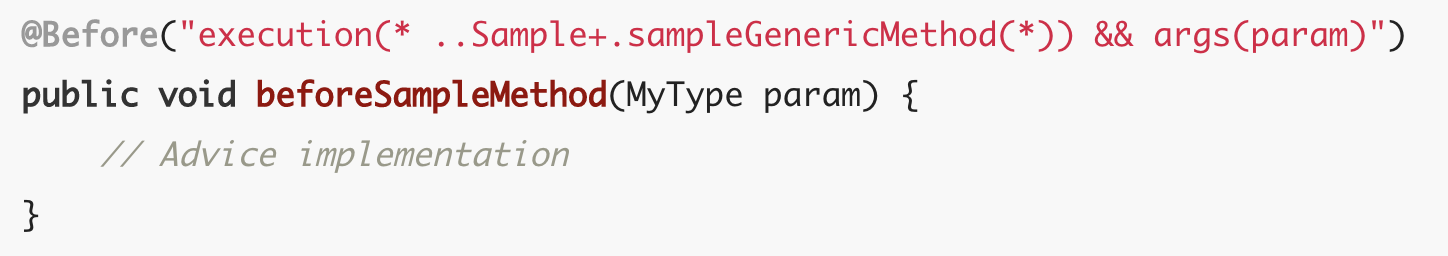 @Before("execution(* ..Sample+.sampleGenericMethod(*)) && args(param)")
public void beforeSampleMethod(MyType param) {
    // Advice implementation
}